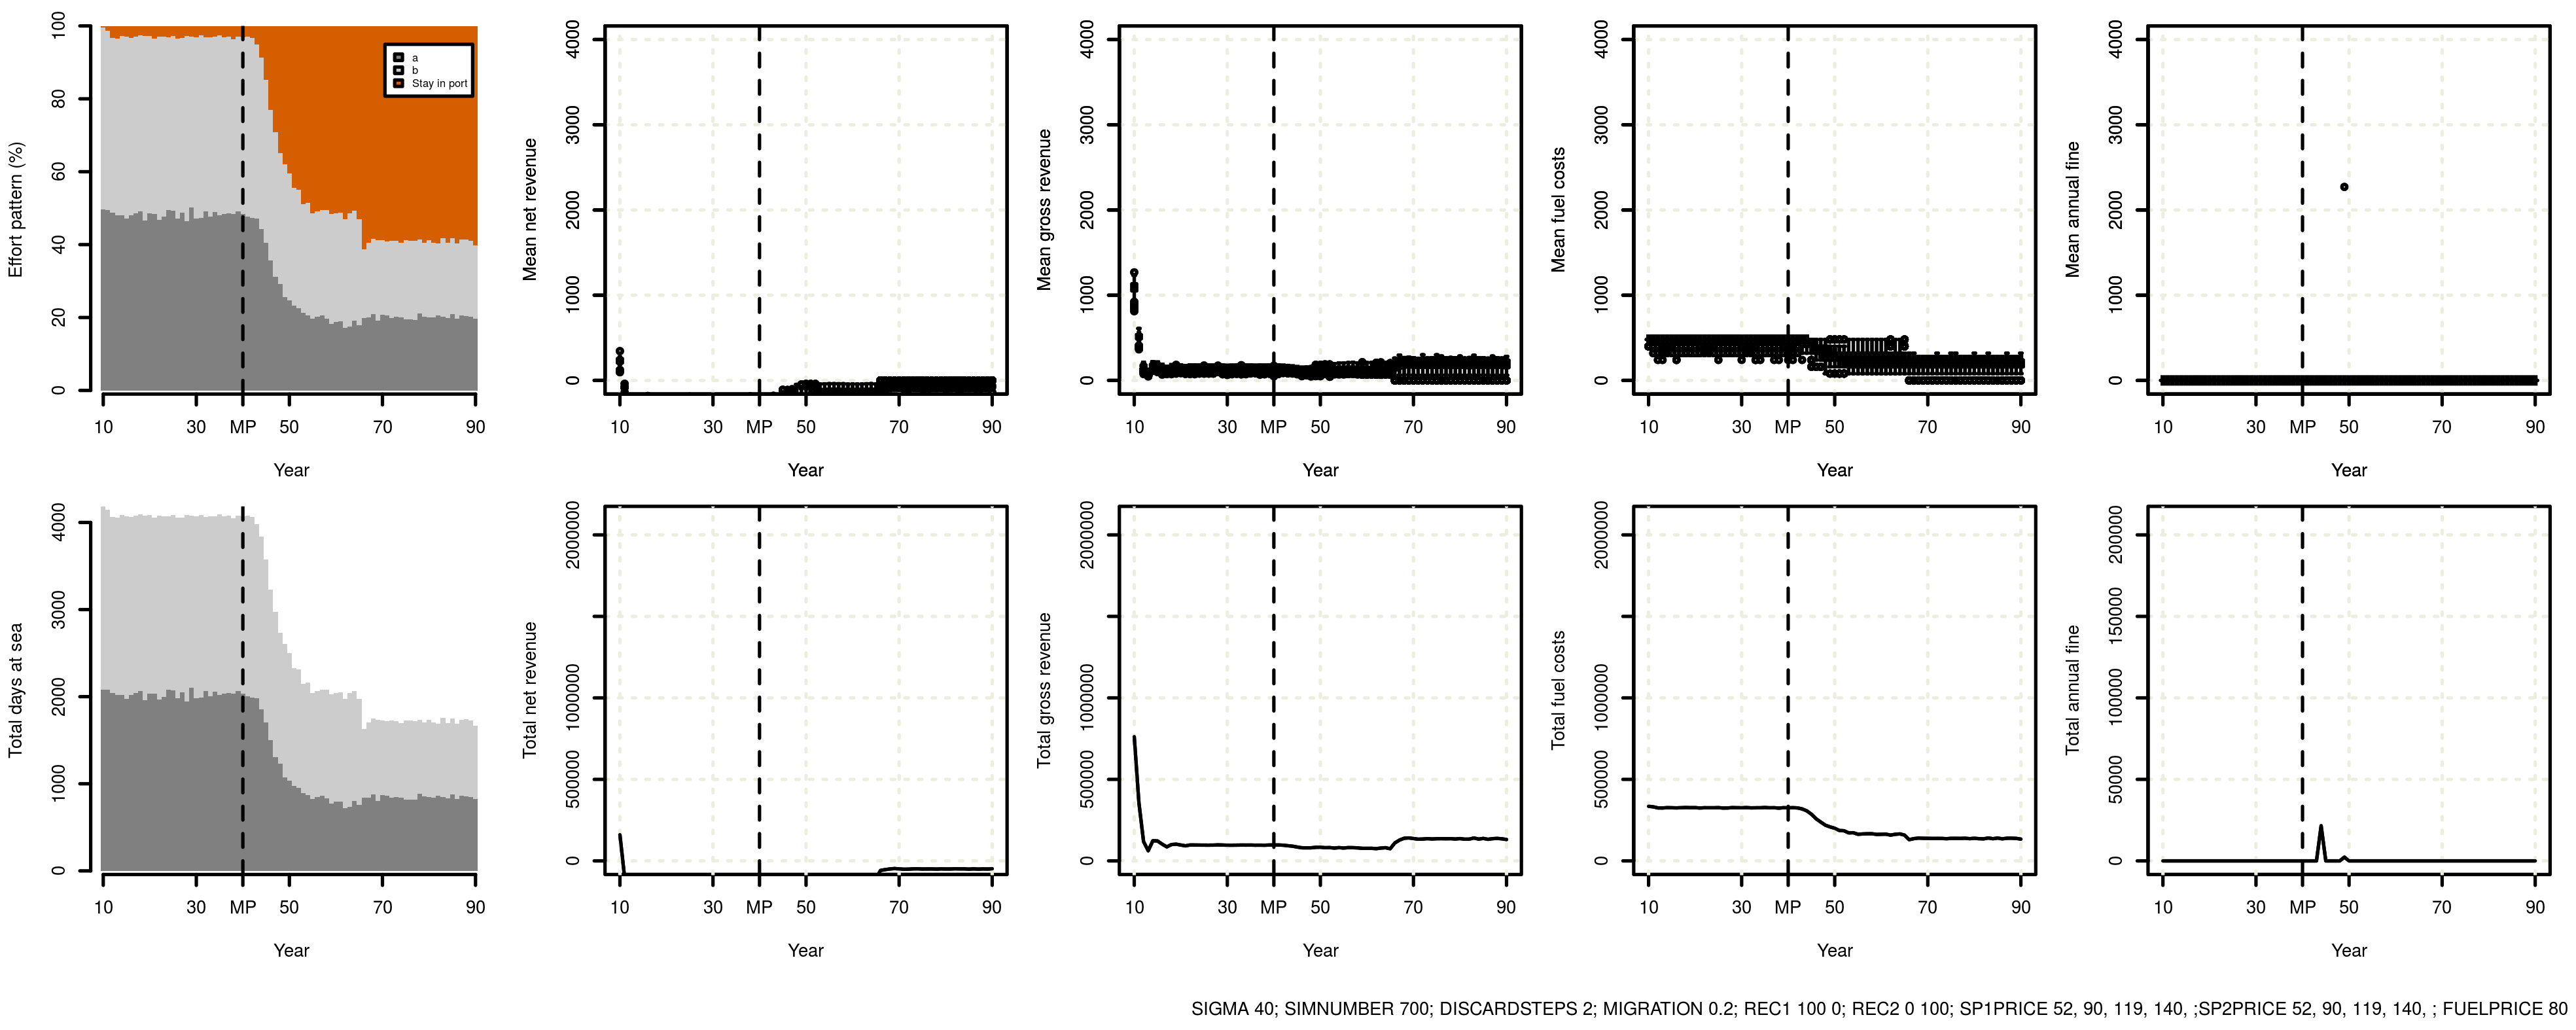 Effort pattern (%)
0 20 40 60 80 100
a
b
Stay in port
10 30 MP 50 70 90
Year
Mean net revenue
0 1000 2000 3000 4000
10 30 MP 50 70 90
Year
Mean gross revenue
0 1000 2000 3000 4000
10 30 MP 50 70 90
Year
Mean fuel costs
0 1000 2000 3000 4000
10 30 MP 50 70 90
Year
Mean annual fine
0 1000 2000 3000 4000
10 30 MP 50 70 90
Year
Total days at sea
0 1000 2000 3000 4000
10 30 MP 50 70 90
Year
Total net revenue
0 500000 1000000 2000000
10 30 MP 50 70 90
Year
Total gross revenue
0 500000 1000000 2000000
10 30 MP 50 70 90
Year
Total fuel costs
0 500000 1000000 2000000
10 30 MP 50 70 90
Year
Total annual fine
0 50000 100000 150000 200000
10 30 MP 50 70 90
Year
SIGMA 40; SIMNUMBER 700; DISCARDSTEPS 2; MIGRATION 0.2; REC1 100 0; REC2 0 100; SP1PRICE 52, 90, 119, 140, ;SP2PRICE 52, 90, 119, 140, ; FUELPRICE 80